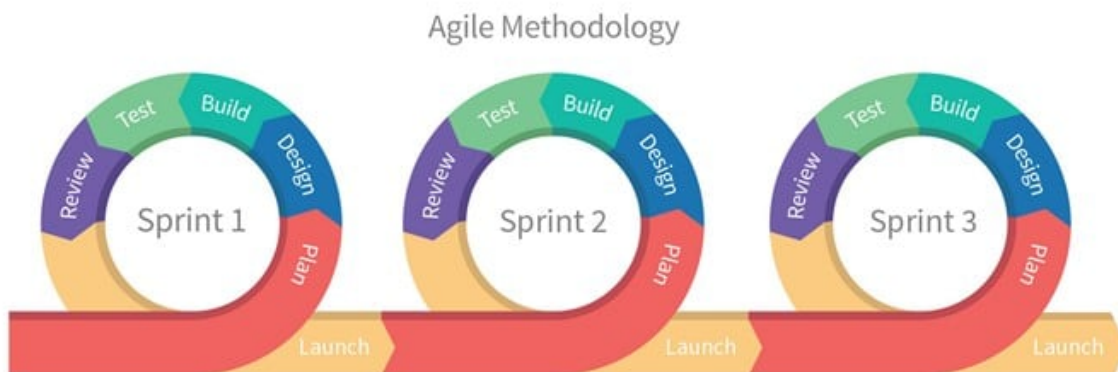 Agile Methodology
Test
Build
Review
Design
Sprint 1
Plan
Launch
Test
Build
Review
Design
Sprint 2
Plan
Launch
Test
Build
Review
Design
Sprint 3
Plan
Launch